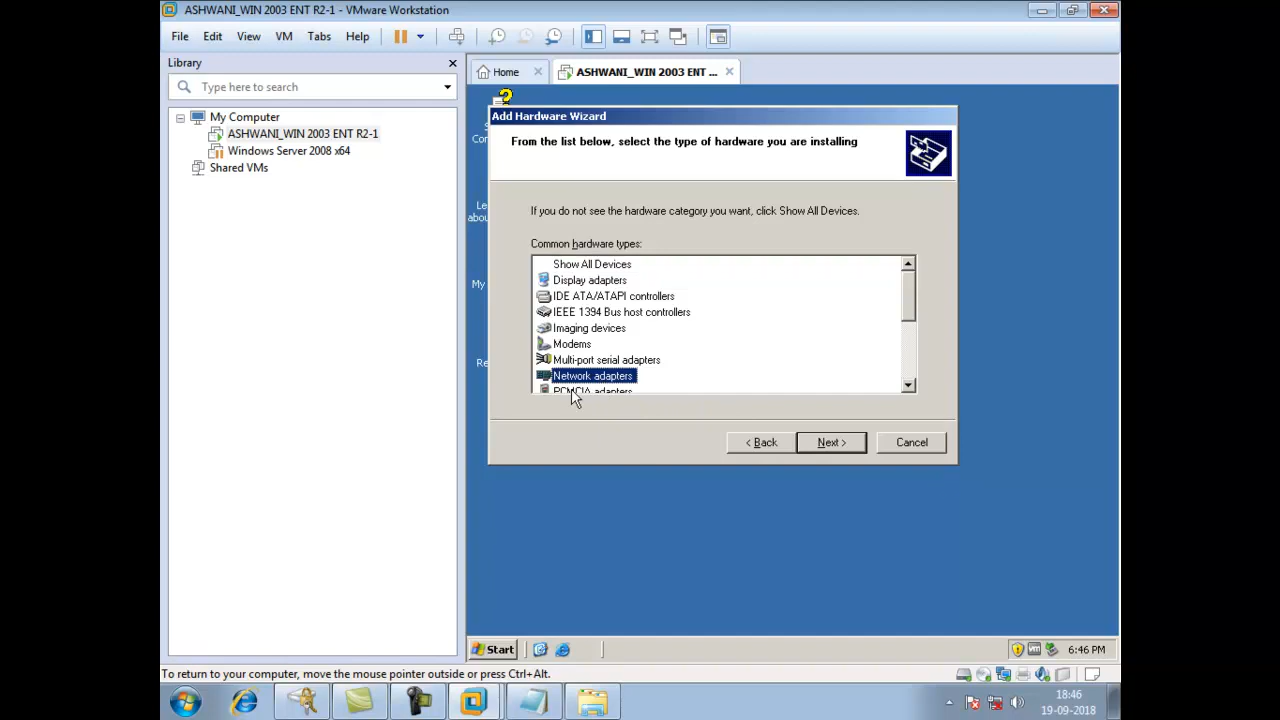 ASHWANI_WIN 2003 ENT R2-1 - VMware Workstation
File Edit View VM Tabs Help
Library
Type here to search
My Computer
ASHWANI_WIN 2003 ENT R2-1
Windows Server 2008 x64
Shared VMs
Home
ASHWANI_WIN 2003 ENT ...
Add Hardware Wizard
From the list below, select the type of hardware you are installing
If you do not see the hardware category you want, click Show All Devices.
Common hardware types:
Show All Devices
Display adapters
IDE ATA/ATAPI controllers
IEEE 1394 Bus host controllers
Imaging devices
Modems
Multi-port serial adapters
Network adapters
PCMCIA adapters
< Back Next > Cancel
My
Start
6:46 PM
To return to your computer, move the mouse pointer outside or press Ctrl+Alt.
18:46
19-09-2018